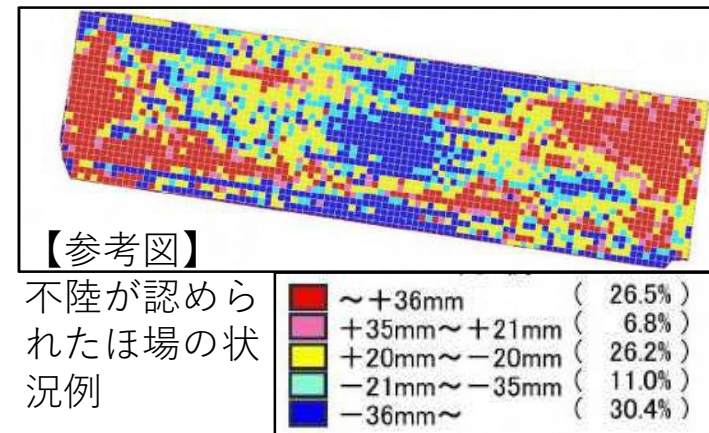 【参考図】
不陸が認めら
れたほ場の状
況例
～+36mm ( 26.5% )
+35mm～+21mm ( 6.8% )
+20mm～-20mm ( 26.2% )
-21mm～-35mm ( 11.0% )
-36mm～ ( 30.4% )